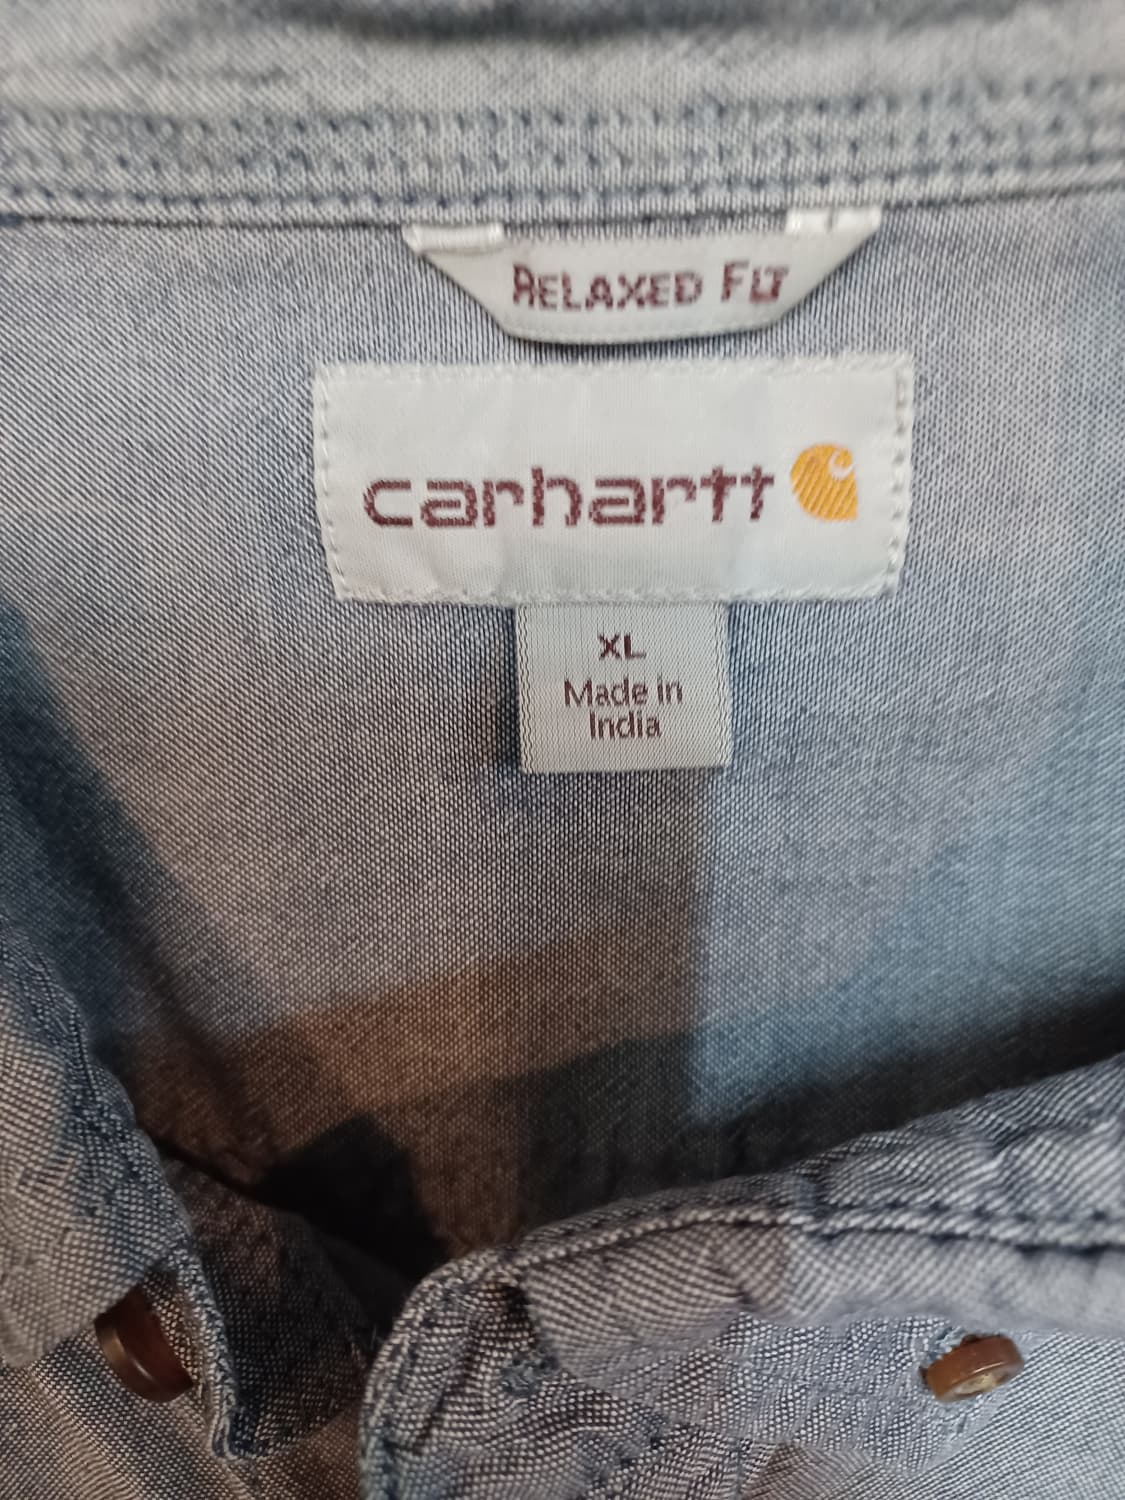 RELAXED FIT
carhartt
XL
Made in
India